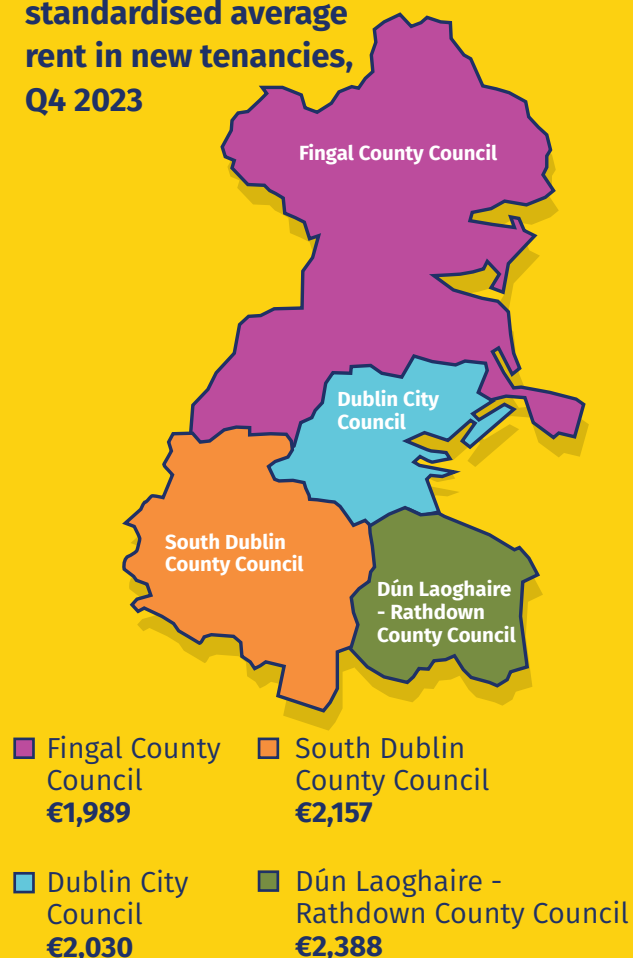 standardised average
rent in new tenancies,
Q4 2023
Fingal County Council
Dublin City
Council
South Dublin
County Council
Dún Laoghaire
- Rathdown
County Council
Fingal County
Council
€1,989
South Dublin
County Council
€2,157
Dublin City
Council
€2,030
Dún Laoghaire -
Rathdown County Council
€2,388